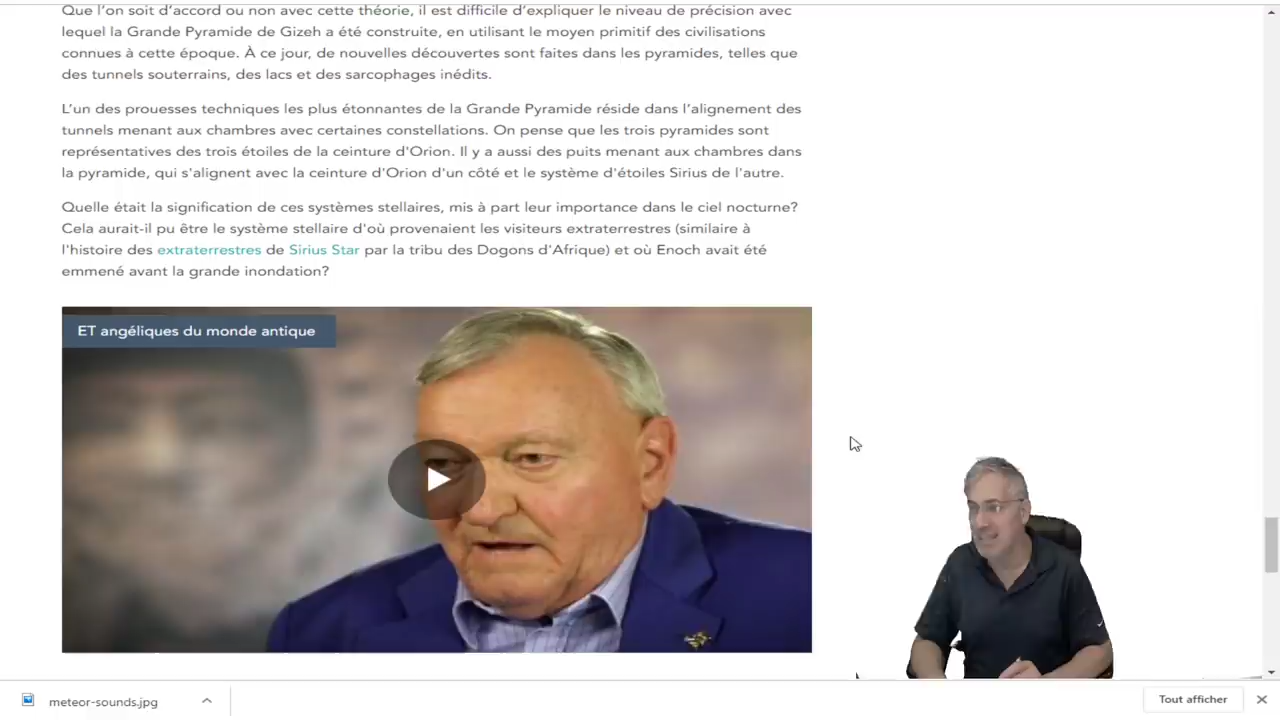 Que l'on soit d'accord ou non avec cette théorie, il est difficile d'expliquer le niveau de précision avec
lequel la Grande Pyramide de Gizeh a été construite, en utilisant le moyen primitif des civilisations
connues à cette époque. À ce jour, de nouvelles découvertes sont faites dans les pyramides, telles que
des tunnels souterrains, des lacs et des sarcophages inédits.
L'un des prouesses techniques les plus étonnantes de la Grande Pyramide réside dans l'alignement des
tunnels menant aux chambres avec certaines constellations. On pense que les trois pyramides sont
représentatives des trois étoiles de la ceinture d'Orion. Il y a aussi des puits menant aux chambres dans
la pyramide, qui s'alignent avec la ceinture d'Orion d'un côté et le système d'étoiles Sirius de l'autre.
Quelle était la signification de ces systèmes stellaires, mis à part leur importance dans le ciel nocturne?
Cela aurait-il pu être le système stellaire d'où provenaient les visiteurs extraterrestres (similaire à
l'histoire des extraterrestres de Sirius Star par la tribu des Dogons d'Afrique) et où Enoch avait été
emmené avant la grande inondation?
ET angéliques du monde antique
meteor-sounds.jpg
Tout afficher